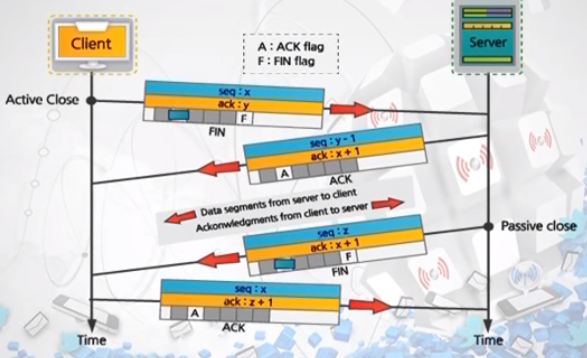 Client
A : ACK flag
F : FIN flag
Server
Active Close
seq : x
ack : y
F
FIN
seq : y - 1
ack : x + 1
A
ACK
Data segments from server to client
Ackonwledgments from client to server
seq : z
ack : x + 1
F
FIN
Passive close
seq : x
ack : z + 1
A
ACK
Time
Time